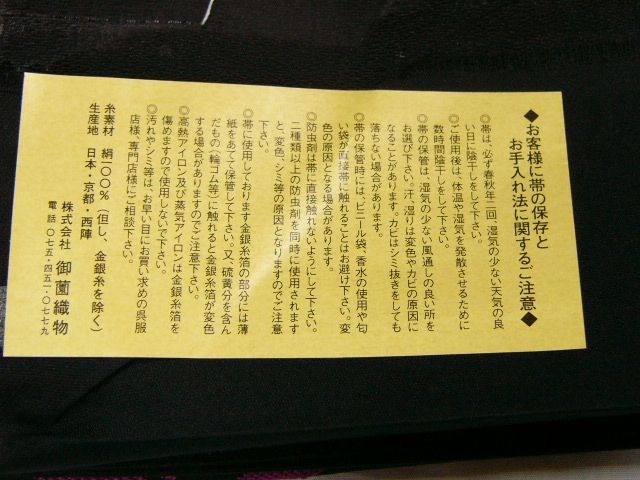 ◆お客様に帯の保存と
お手入れ法に関するご注意◆
◎帯は、必ず春秋年二回、湿気の少ない天気の良
い日に陰干しをして下さい。
◎ご使用後は、体温や湿気を発散させるために
数時間陰干しをして下さい。
◎帯の保管は、湿気の少ない風通しの良い所を
お選び下さい。汗、湿りは変色やカビの原因に
なることがあります。カビはシミ抜きをしても
落ちない場合があります。
◎帯の保管時には、ビニール袋、香水の使用や匂
い袋が直接帯に触れることはお避け下さい。変
色の原因となる場合があります。
◎防虫剤は帯に直接触れないようにして下さい。
二種類以上の防虫剤を同時に使用されます
と、変色、シミ等の原因となりますのでご注意
下さい。
◎帯に使用しております金銀糸箔の部分には薄
紙をあてて保管して下さい。又、硫黄分を含ん
だもの(輪ゴム等)に触れると金銀糸箔が変色
する場合がありますのでご注意下さい。
◎高熱アイロン及び蒸気アイロンは金銀糸箔を
傷めますので使用しないで下さい。
◎汚れやシミ等は、お早い目にお買い求めの呉服
店様、専門店様にご相談下さい。
糸素材 絹一〇〇%(但し、金銀糸を除く)
生産地 日本・京都・西陣
株式会社 御薗織物
電話 〇七五・四五一・〇七七九